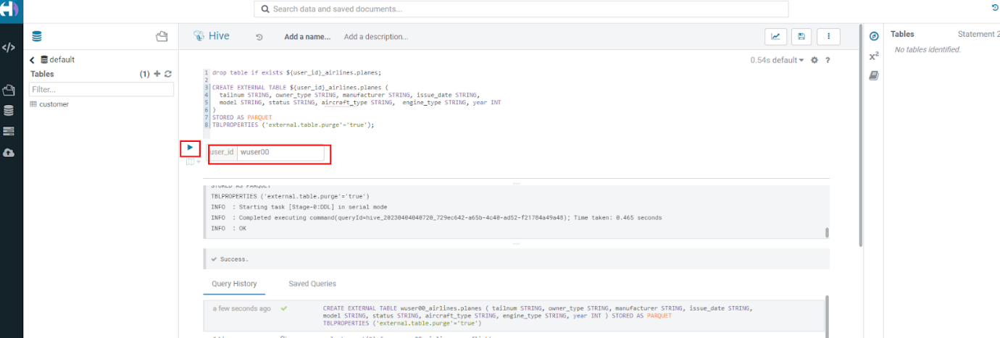 Search data and saved documents...
Hive
Add a name...
Add a description...
Tables
Statement 2
No tables identified.
default
Tables
(1)
Filter...
customer
0.54s default
?
1 drop table if exists ${user_id}_airlines.planes;
2
3 CREATE EXTERNAL TABLE ${user_id}_airlines.planes (
4 tailnum STRING, owner_type STRING, manufacturer STRING, issue_date STRING,
5 model STRING, status STRING, aircraft_type STRING, engine_type STRING, year INT
6 )
7 STORED AS PARQUET
8 TBLPROPERTIES ('external.table.purge'='true');
user_id wuser00
STORED AS PARQUET
TBLPROPERTIES ('external.table.purge'='true')
INFO : Starting task [Stage-0:DDL] in serial mode
INFO : Completed executing command(queryId=hive_20230404040720_729ec642-a65b-4c40-ad52-f21784a49a48); Time taken: 0.465 seconds
INFO : OK
Success.
Query History
Saved Queries
a few seconds ago
CREATE EXTERNAL TABLE wuser00_airlines.planes ( tailnum STRING, owner_type STRING, manufacturer STRING, issue_date STRING,
model STRING, status STRING, aircraft_type STRING, engine_type STRING, year INT ) STORED AS PARQUET
TBLPROPERTIES ('external.table.purge'='true')